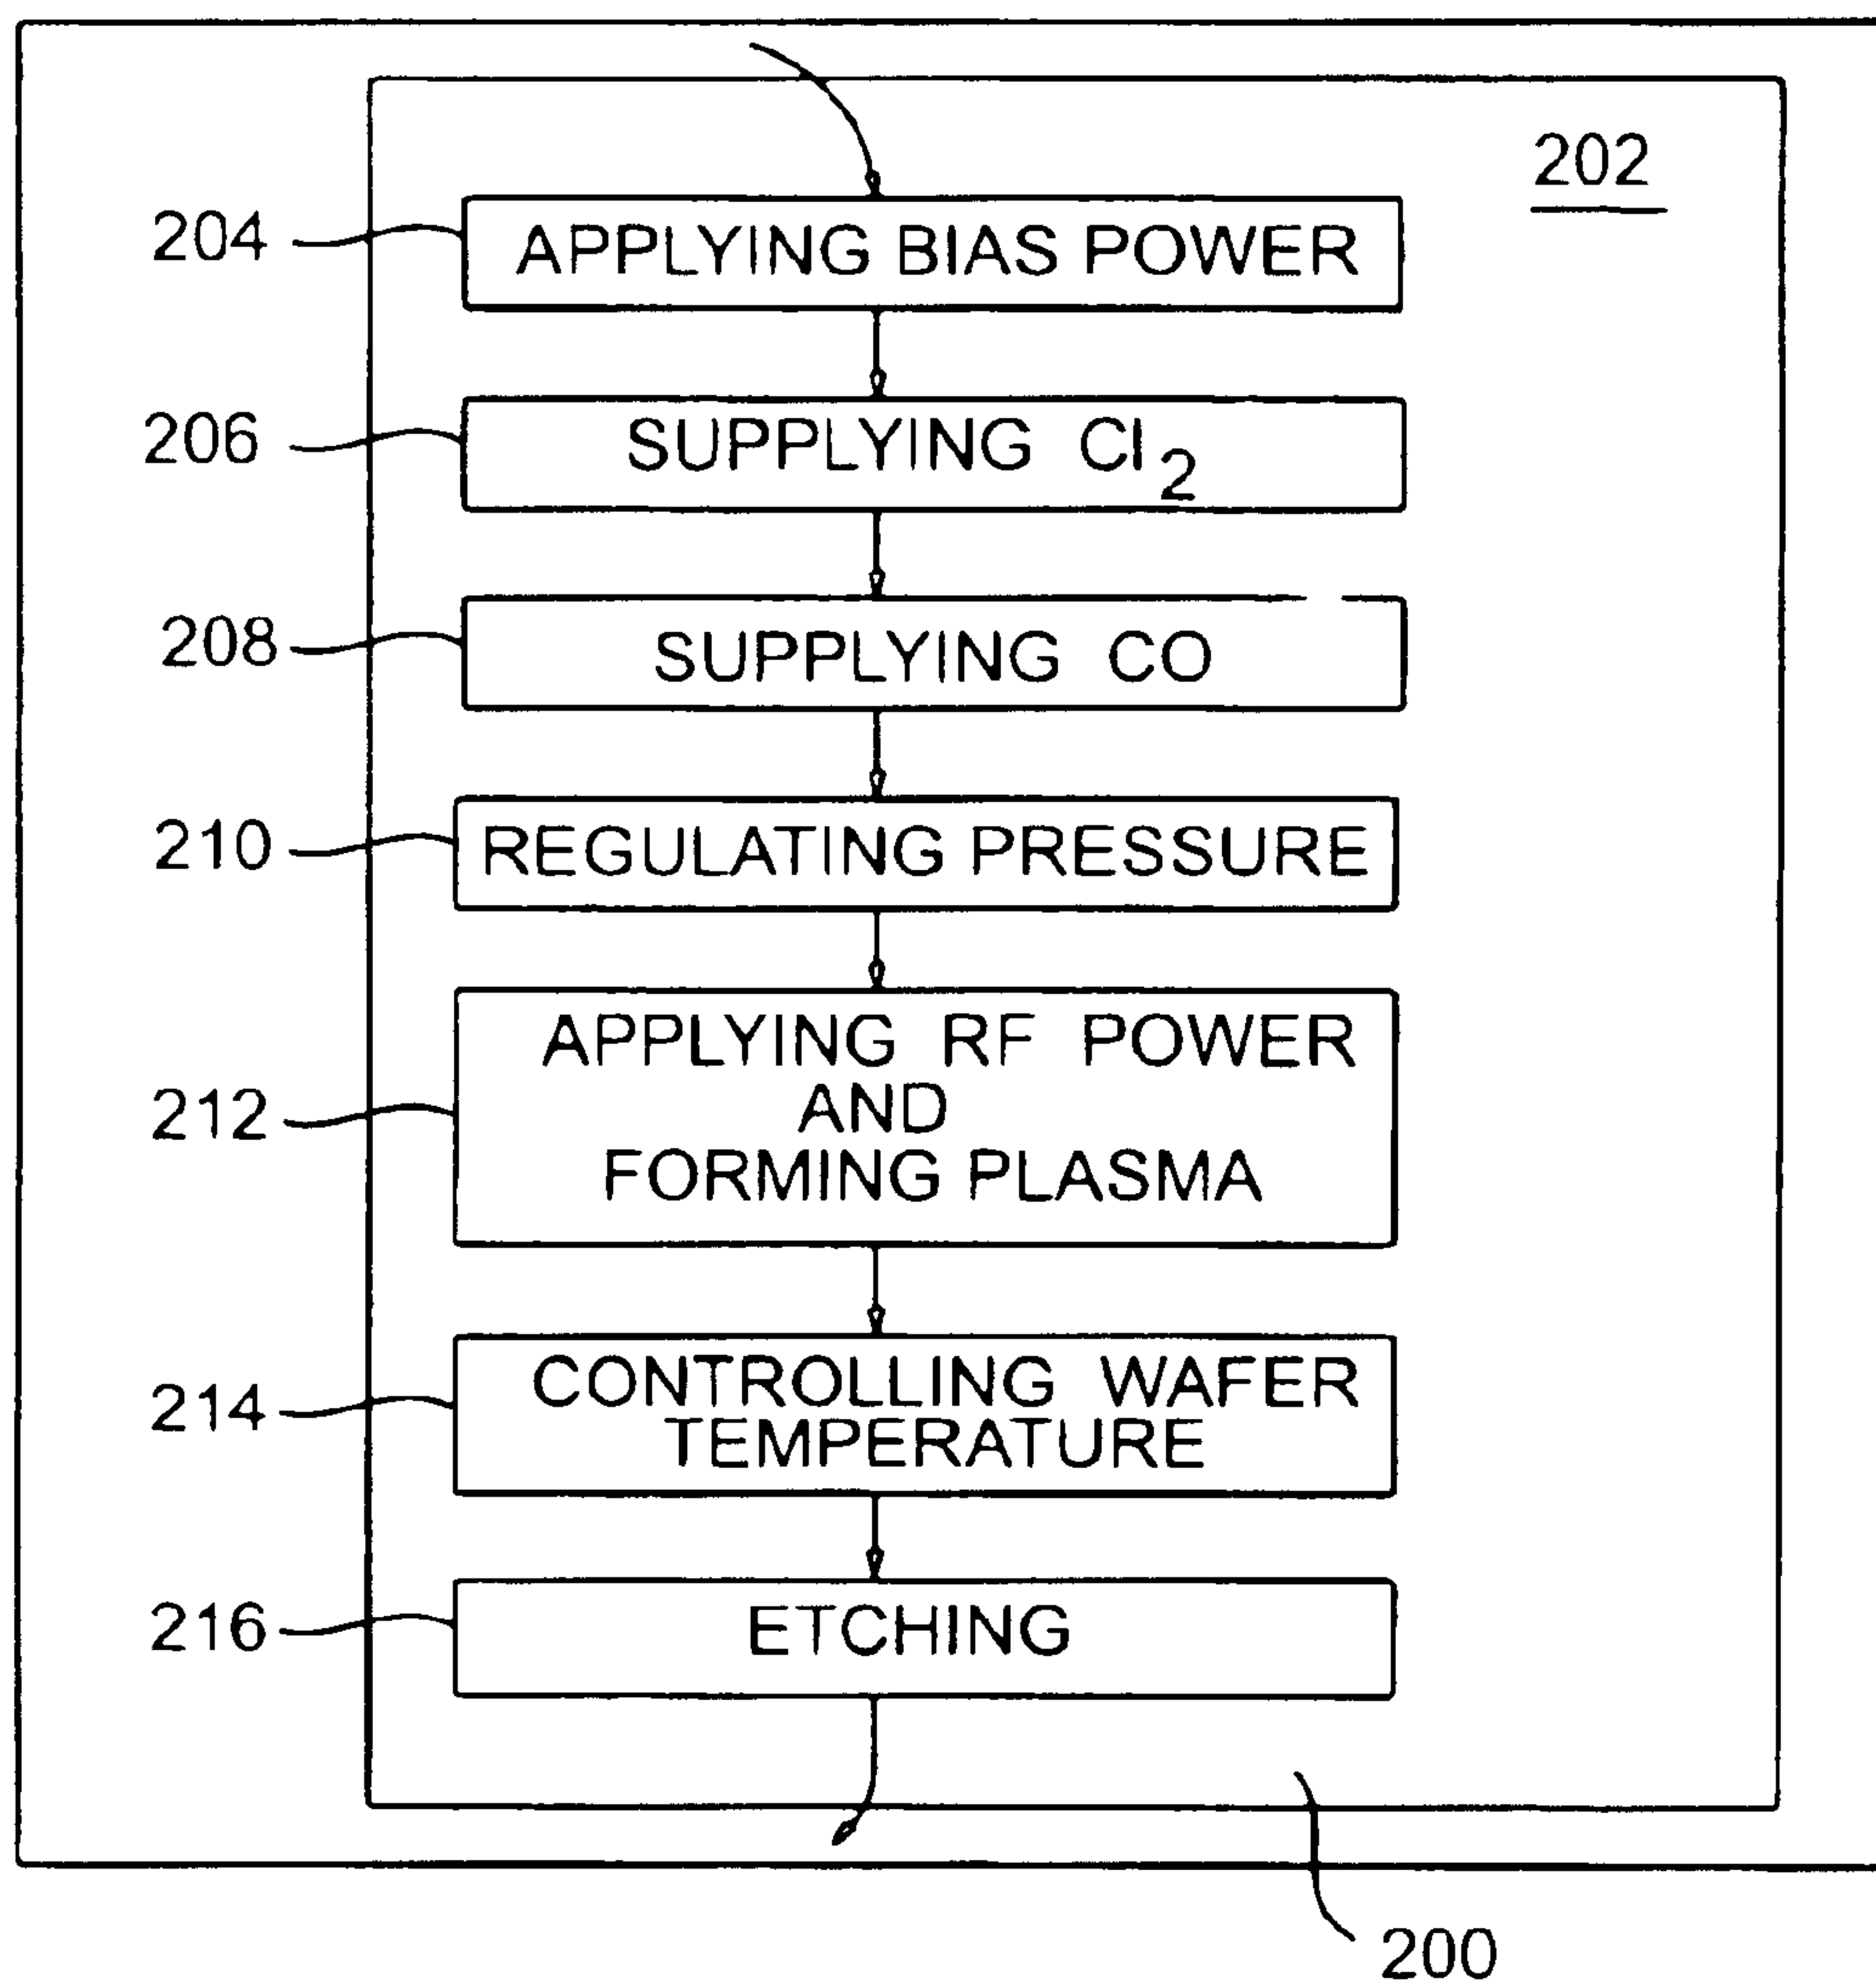 202
204 APPLYING BIAS POWER
206 SUPPLYING Cl2
208 SUPPLYING CO
210 REGULATING PRESSURE
212 APPLYING RF POWER
AND
FORMING PLASMA
214 CONTROLLING WAFER
TEMPERATURE
216 ETCHING
200